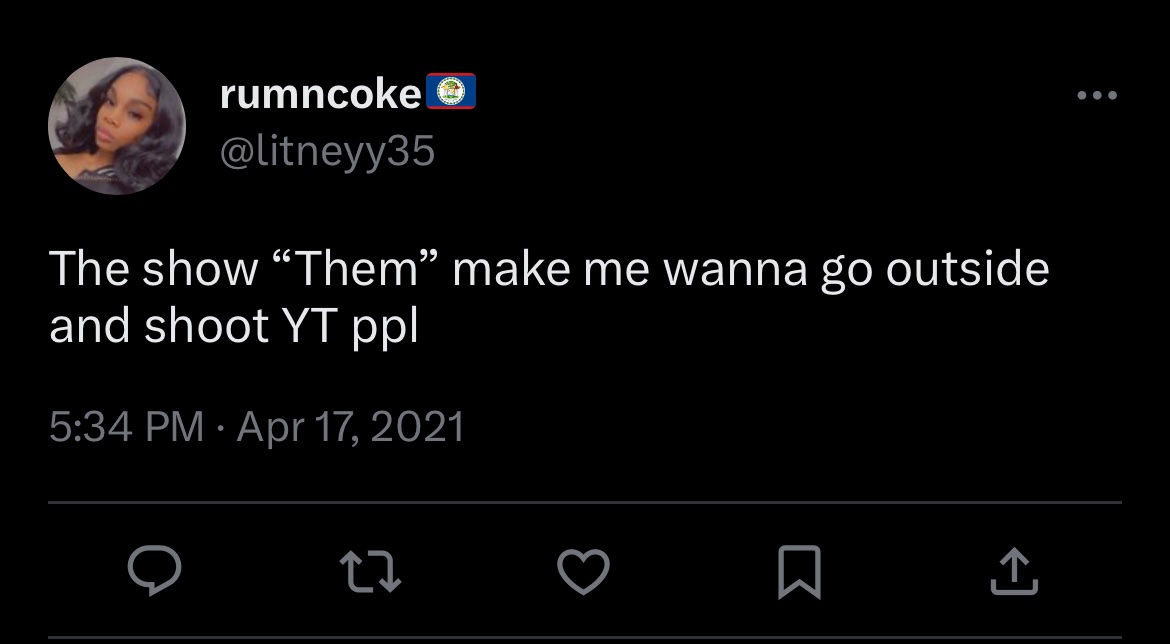 rumncoke🇧🇿
@litneyy35
The show “Them” make me wanna go outside
and shoot YT ppl
5:34 PM · Apr 17, 2021